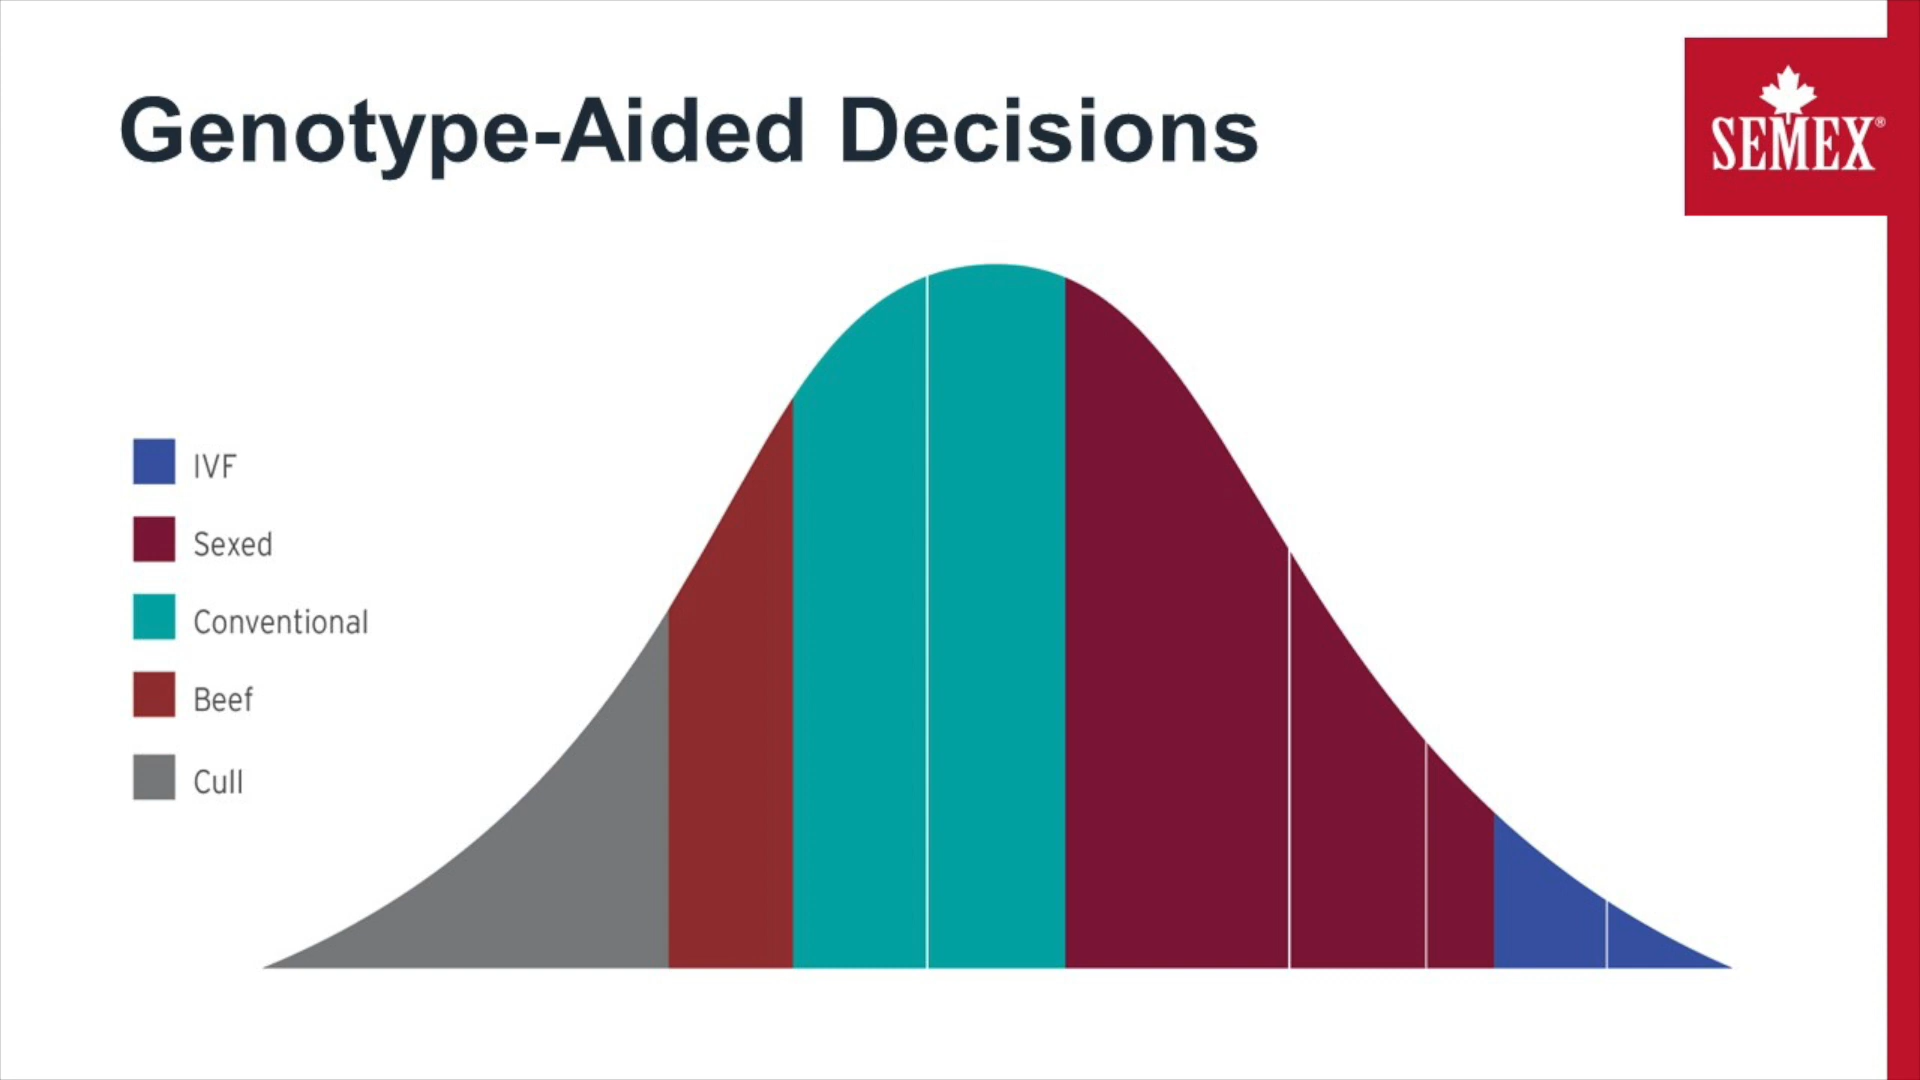 Genotype-Aided Decisions
SEMEX®
IVF
Sexed
Conventional
Beef
Cull